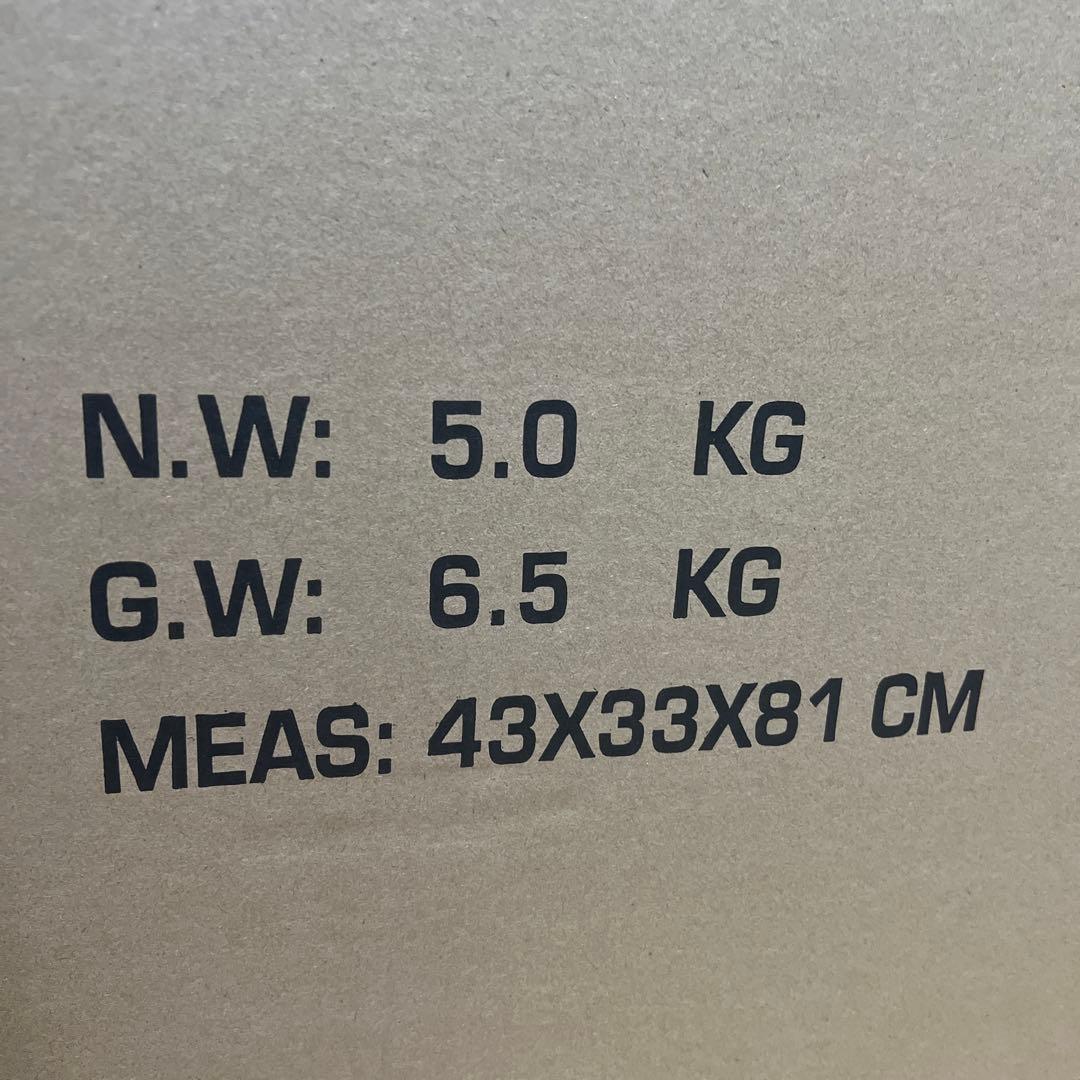 N.W: 5.0 KG
G.W: 6.5 KG
MEAS: 43X33X81 CM